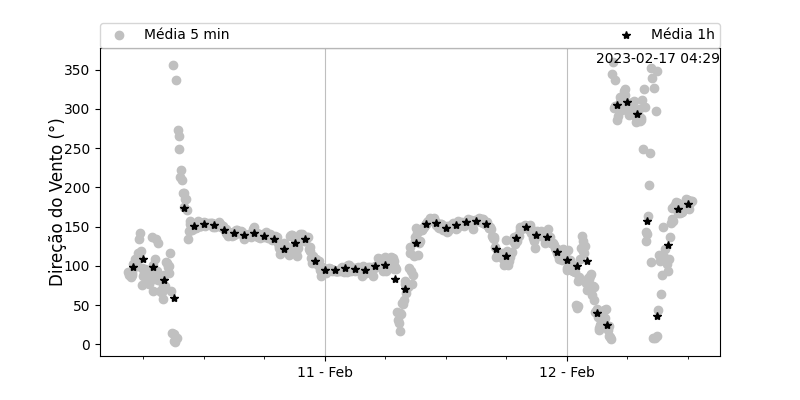 Média 5 min
Média 1h
2023-02-17 04:29
Direção do Vento (°)
350
300
250
200
150
100
50
0
11 - Feb
12 - Feb